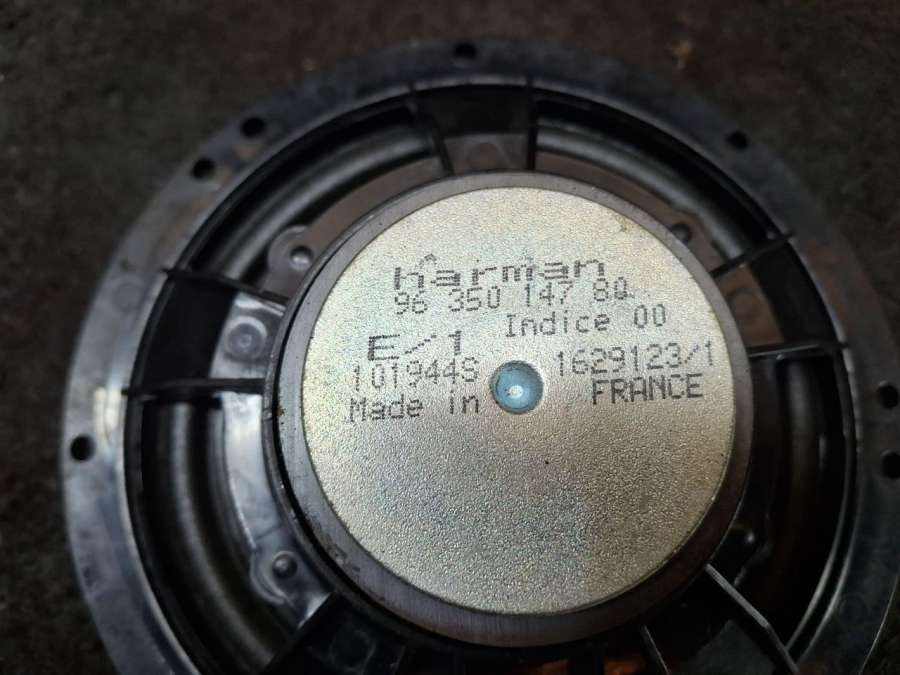 harman
96 350 147 80
Indice 00
E/1
101944S 1629123/1
Made in FRANCE